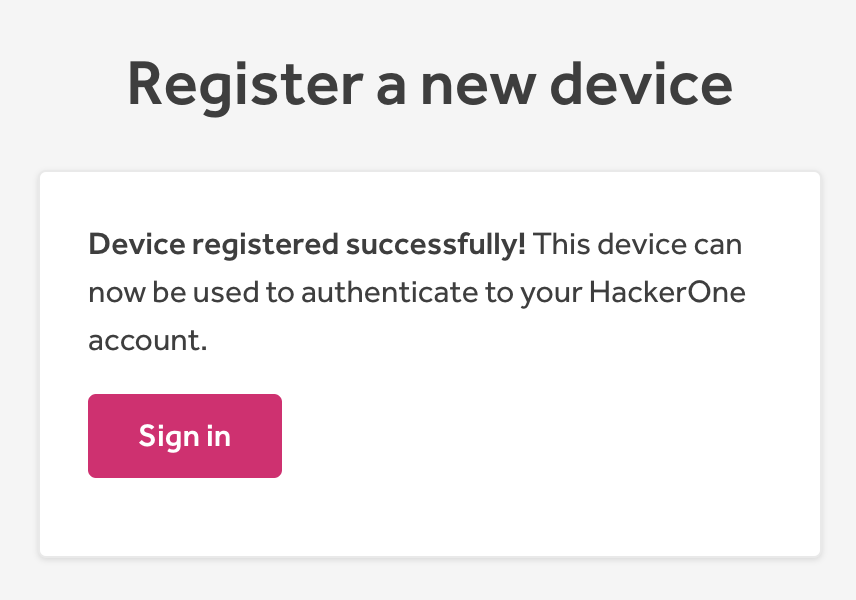 Register a new device
Device registered successfully! This device can
now be used to authenticate to your HackerOne
account.
Sign in